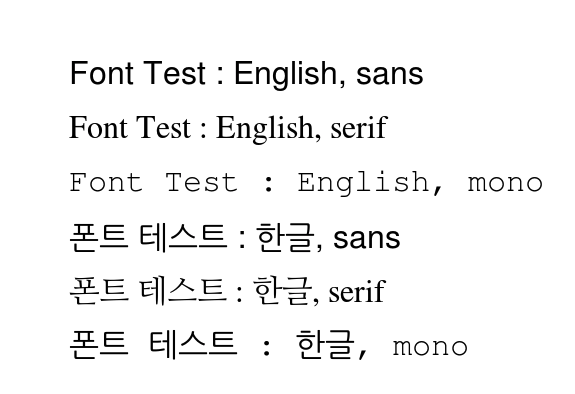 Font Test : English, sans
Font Test : English, serif
Font Test : English, mono
폰트 테스트 : 한글, sans
폰트 테스트 : 한글, serif
폰트 테스트 : 한글, mono